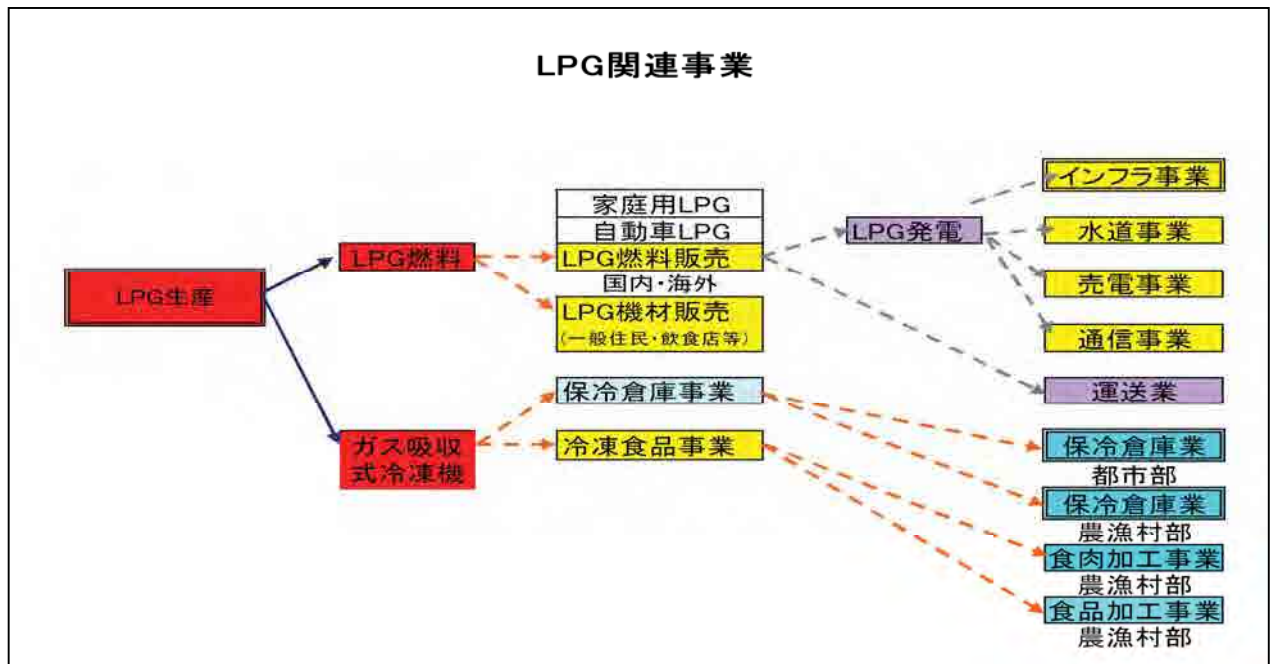 LPG関連事業
LPG生産
LPG燃料
ガス吸収
式冷凍機
家庭用LPG
自動車LPG
LPG燃料販売
国内・海外
LPG機材販売
(一般住民・飲食店等)
保冷倉庫事業
冷凍食品事業
LPG発電
インフラ事業
水道事業
売電事業
通信事業
運送業
保冷倉庫業
都市部
保冷倉庫業
農漁村部
食肉加工事業
農漁村部
食品加工事業
農漁村部